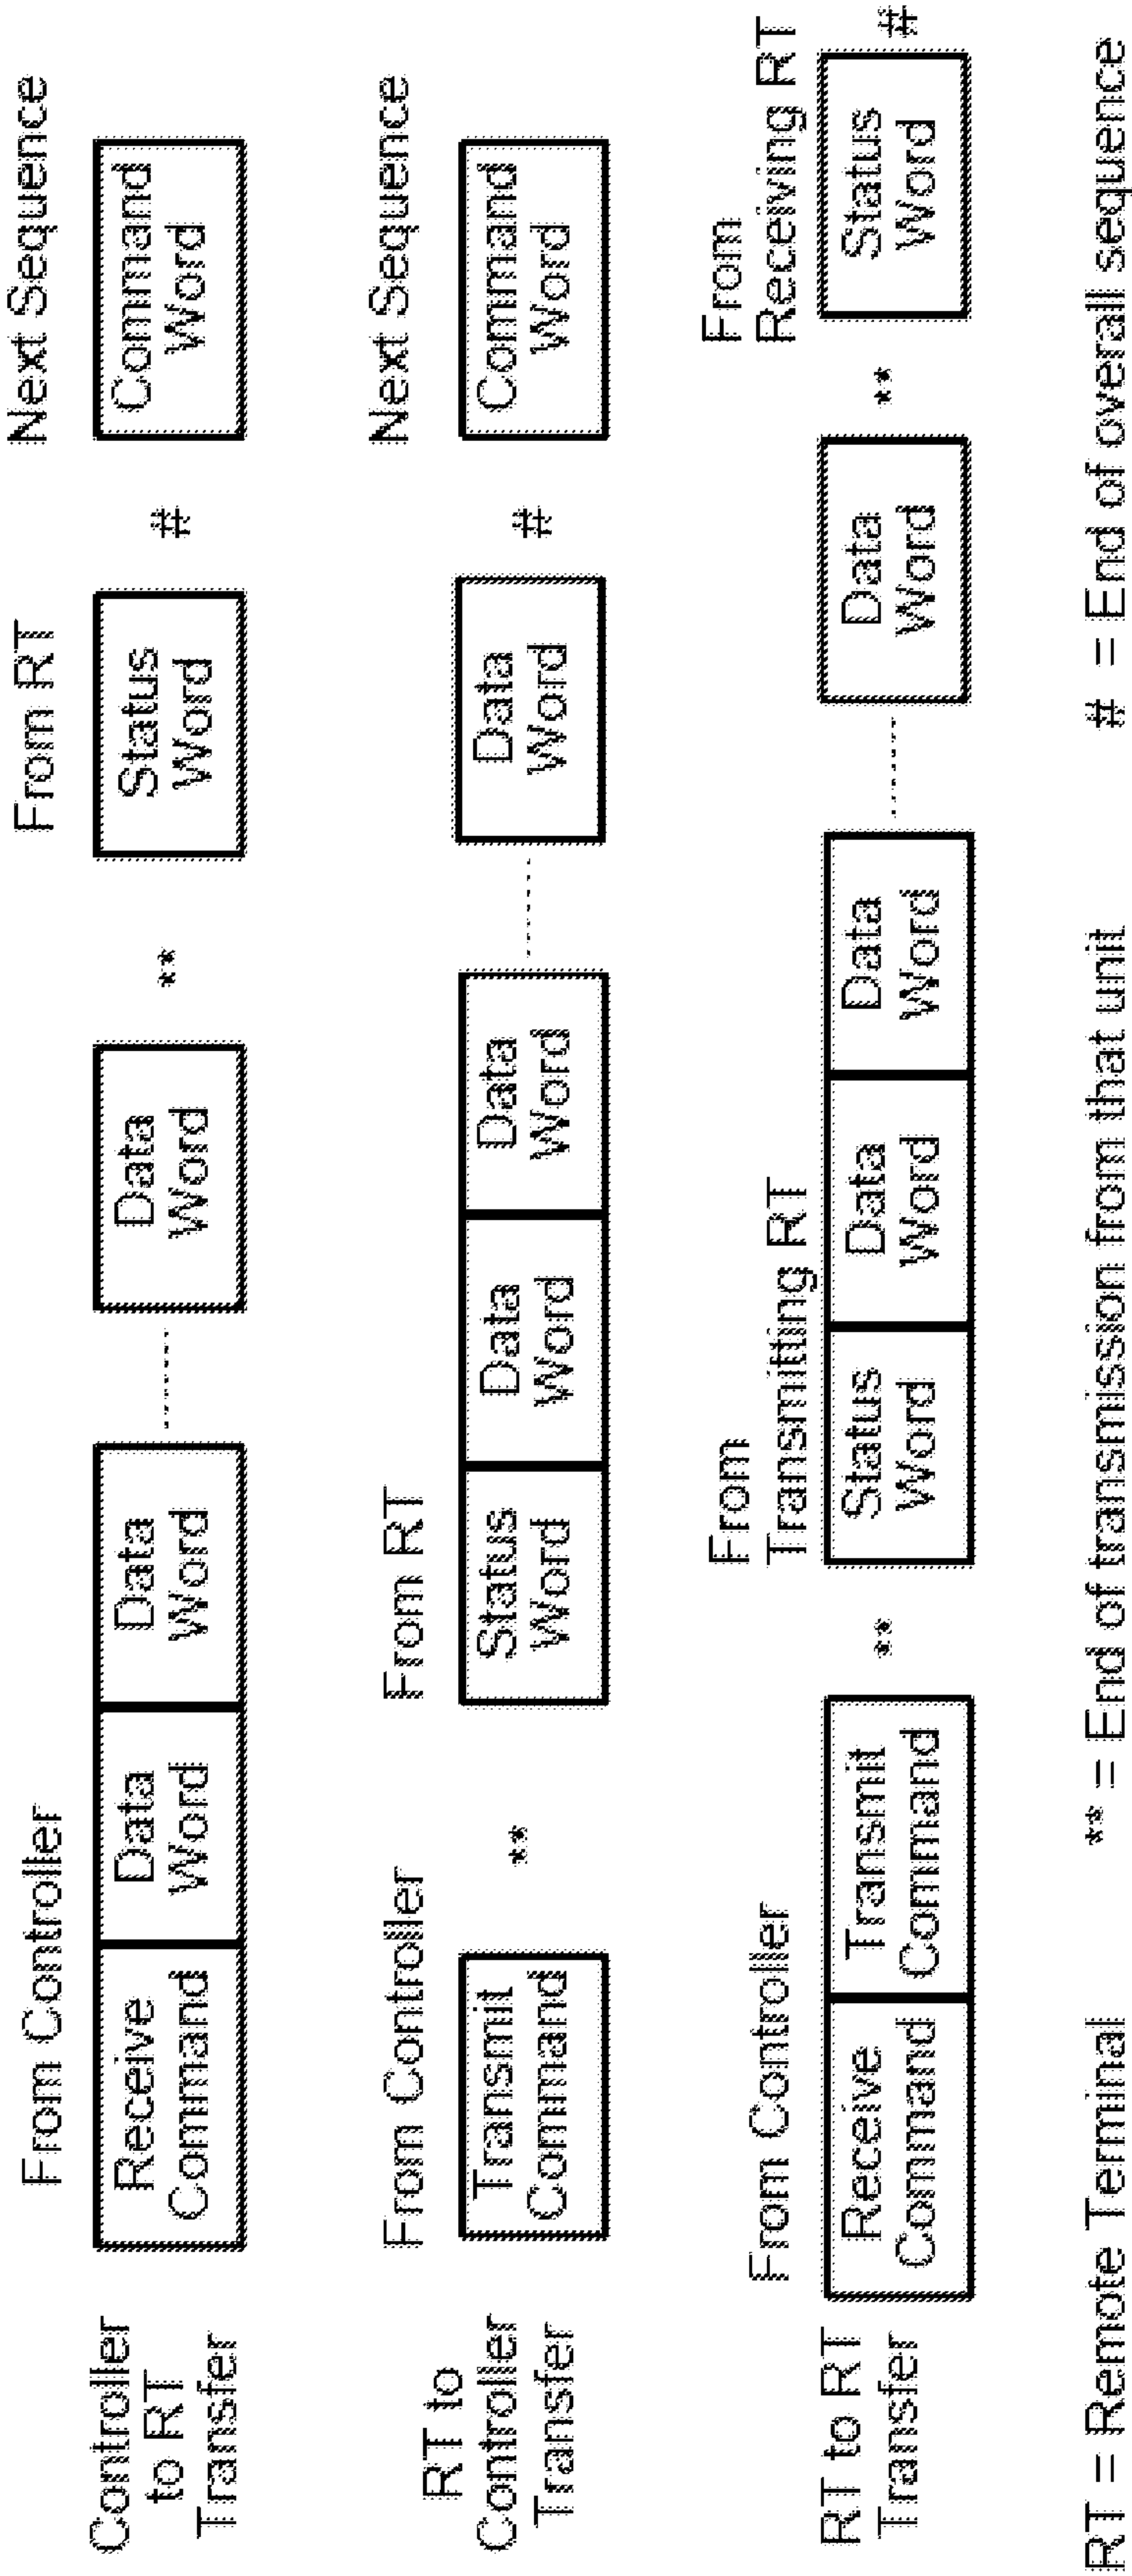 Controller
to RT
Transfer
From Controller
Receive
Command
Data
Word
Data
Word
Data
Word
**
From RT
Status
Word
#
Next Sequence
Command
Word
RT to
Controller
Transfer
From Controller
Transmit
Command
**
From RT
Status
Word
Data
Word
Data
Word
Data
Word
#
Next Sequence
Command
Word
RT to RT
Transfer
From Controller
Receive
Command
Transmit
Command
**
From
Transmitting RT
Status
Word
Data
Word
Data
Word
Data
Word
**
From
Receiving RT
Status
Word
#
RT = Remote Terminal
** = End of transmission from that unit
# = End of overall sequence